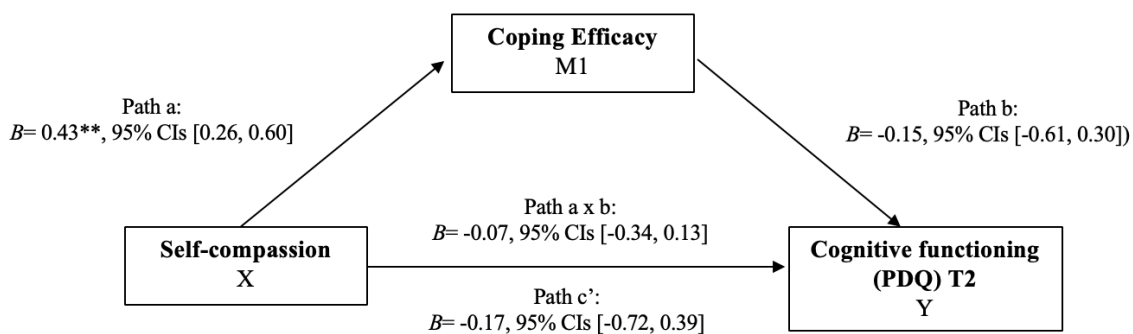 Coping Efficacy
M1
Path a:
B= 0.43**, 95% CIs [0.26, 0.60]
Path b:
B= -0.15, 95% CIs [-0.61, 0.30])
Path a x b:
B= -0.07, 95% CIs [-0.34, 0.13]
Self-compassion
X
Cognitive functioning
(PDQ) T2
Y
Path c’:
B= -0.17, 95% CIs [-0.72, 0.39]